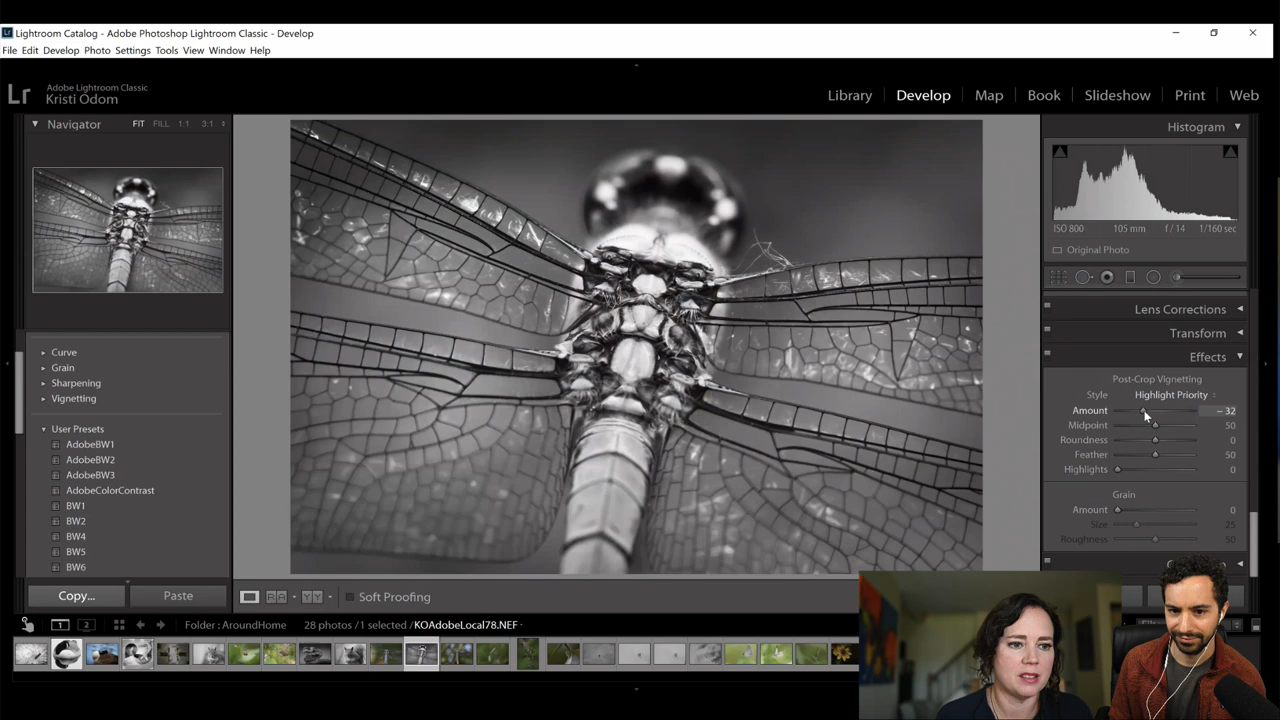 Lr Lightroom Catalog - Adobe Photoshop Lightroom Classic - Develop
File Edit Develop Photo Settings Tools View Window Help
Lr Adobe Lightroom Classic
Kristi Odom
Library Develop Map Book Slideshow Print Web
Navigator FIT FILL 1:1 3:1
Curve
Grain
Sharpening
Vignetting
User Presets
AdobeBW1
AdobeBW2
AdobeBW3
AdobeColorContrast
BW1
BW2
BW4
BW5
BW6
Copy... Paste
Histogram
ISO 800 105 mm f / 14 1/160 sec
Original Photo
Lens Corrections
Transform
Effects
Post-Crop Vignetting
Style Highlight Priority
Amount – 32
Midpoint 50
Roundness 0
Feather 50
Highlights 0
Grain
Amount 0
Size 25
Roughness 50
Soft Proofing
1 2 Folder : AroundHome 28 photos /1 selected /KOAdobeLocal78.NEF